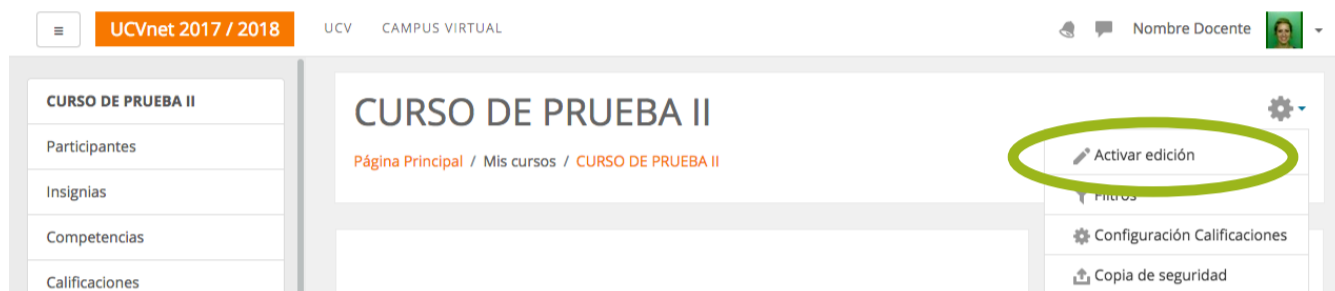 UCVnet 2017 / 2018 UCV CAMPUS VIRTUAL Nombre Docente
CURSO DE PRUEBA II
Participantes
Insignias
Competencias
Calificaciones
CURSO DE PRUEBA II
Página Principal / Mis cursos / CURSO DE PRUEBA II
Activar edición
Filtros
Configuración Calificaciones
Copia de seguridad